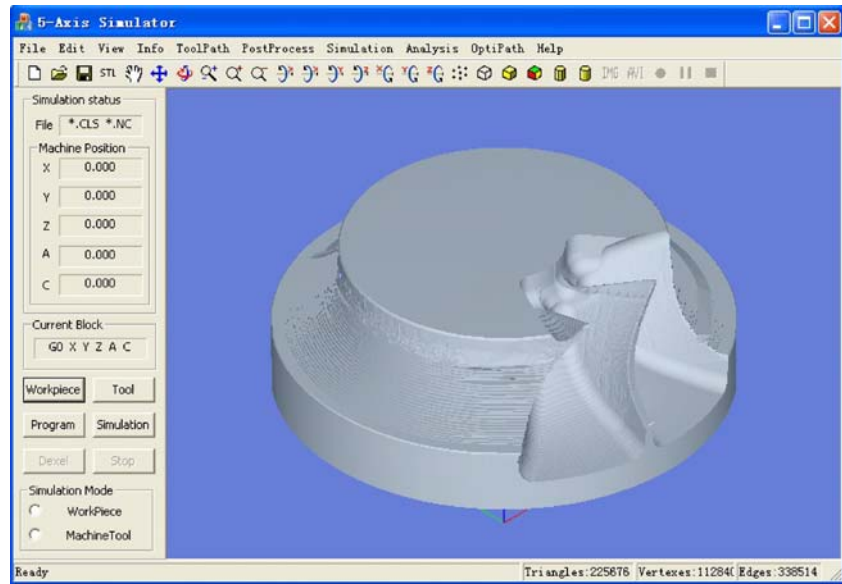 5-Axis Simulator
File Edit View Info ToolPath PostProcess Simulation Analysis OptiPath Help
STL IMG AVI
Simulation status
File *.CLS *.NC
Machine Position
X 0.000
Y 0.000
Z 0.000
A 0.000
C 0.000
Current Block
G0 X Y Z A C
Workpiece Tool
Program Simulation
Dexel Stop
Simulation Mode
WorkPiece
MachineTool
Ready Triangles:225676 Vertexes:11284 Edges:338514